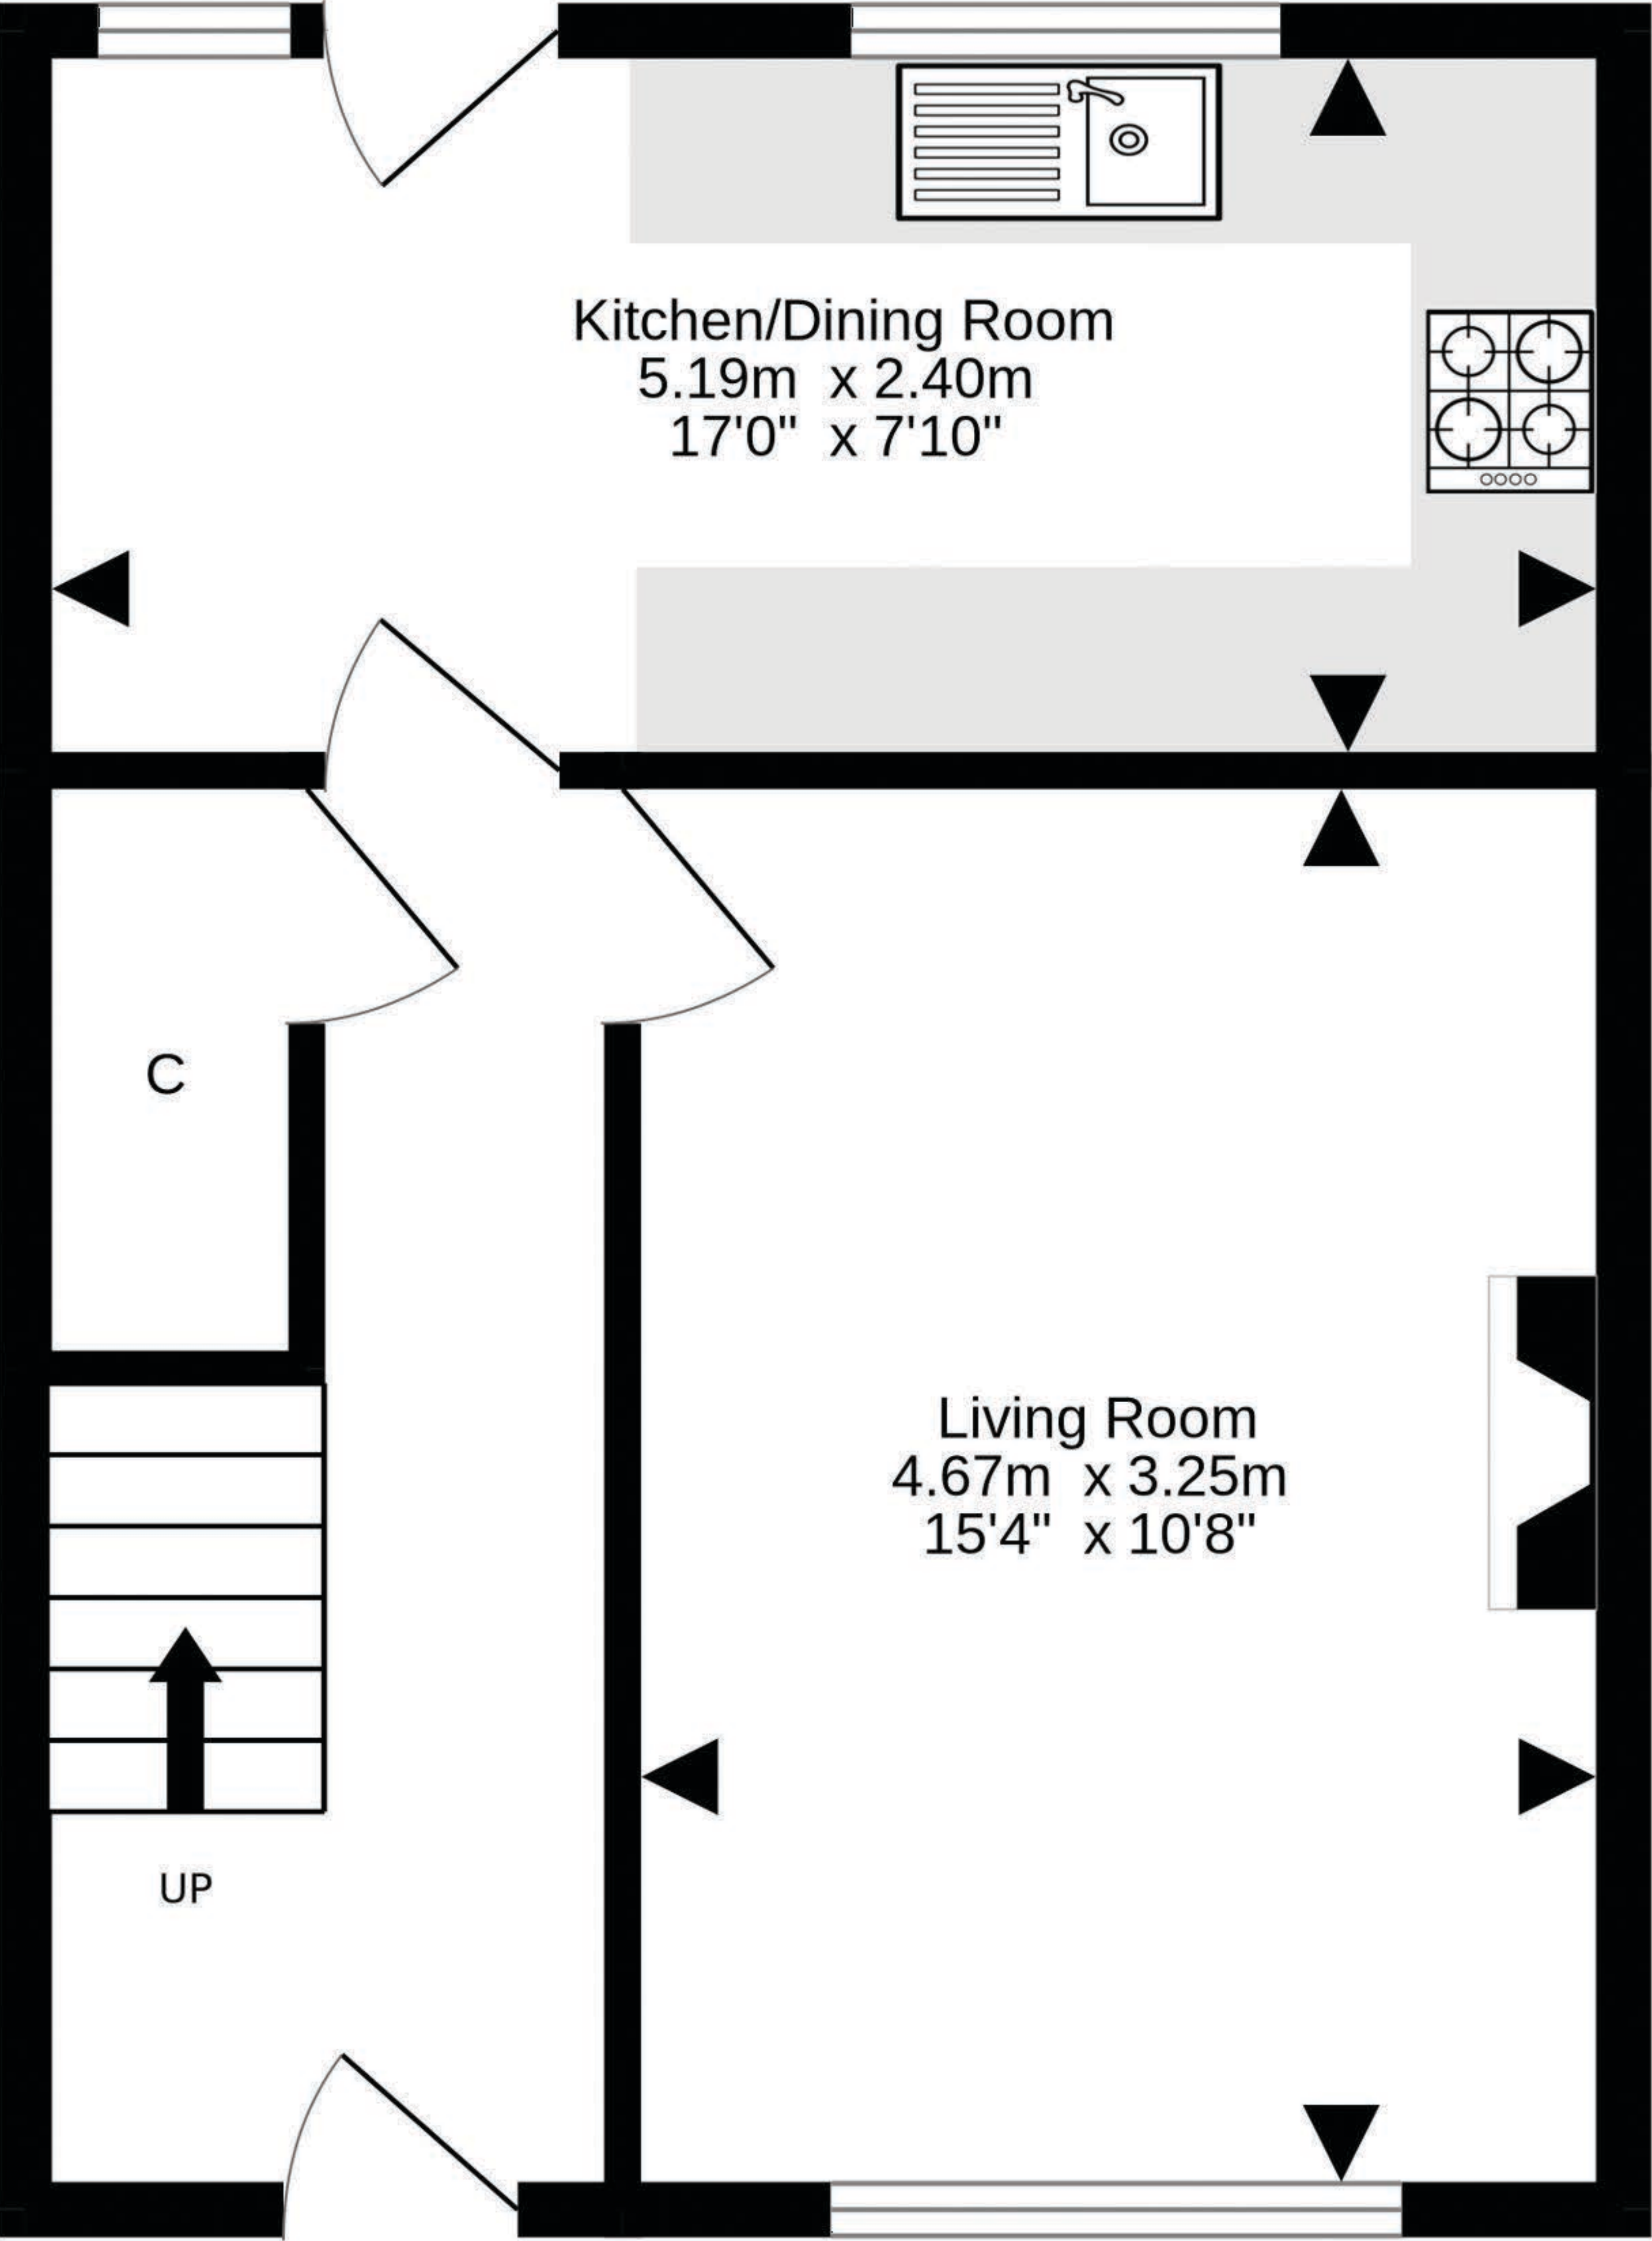 Kitchen/Dining Room
5.19m x 2.40m
17'0" x 7'10"
C
Living Room
4.67m x 3.25m
15'4" x 10'8"
UP